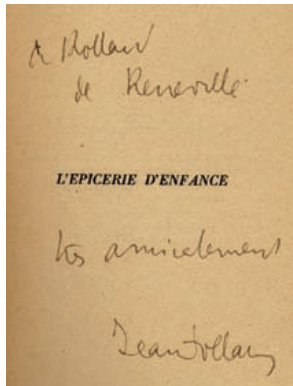 à Rolland
de Reneville
L'EPICERIE D'ENFANCE
très amicalement
Jean Follain